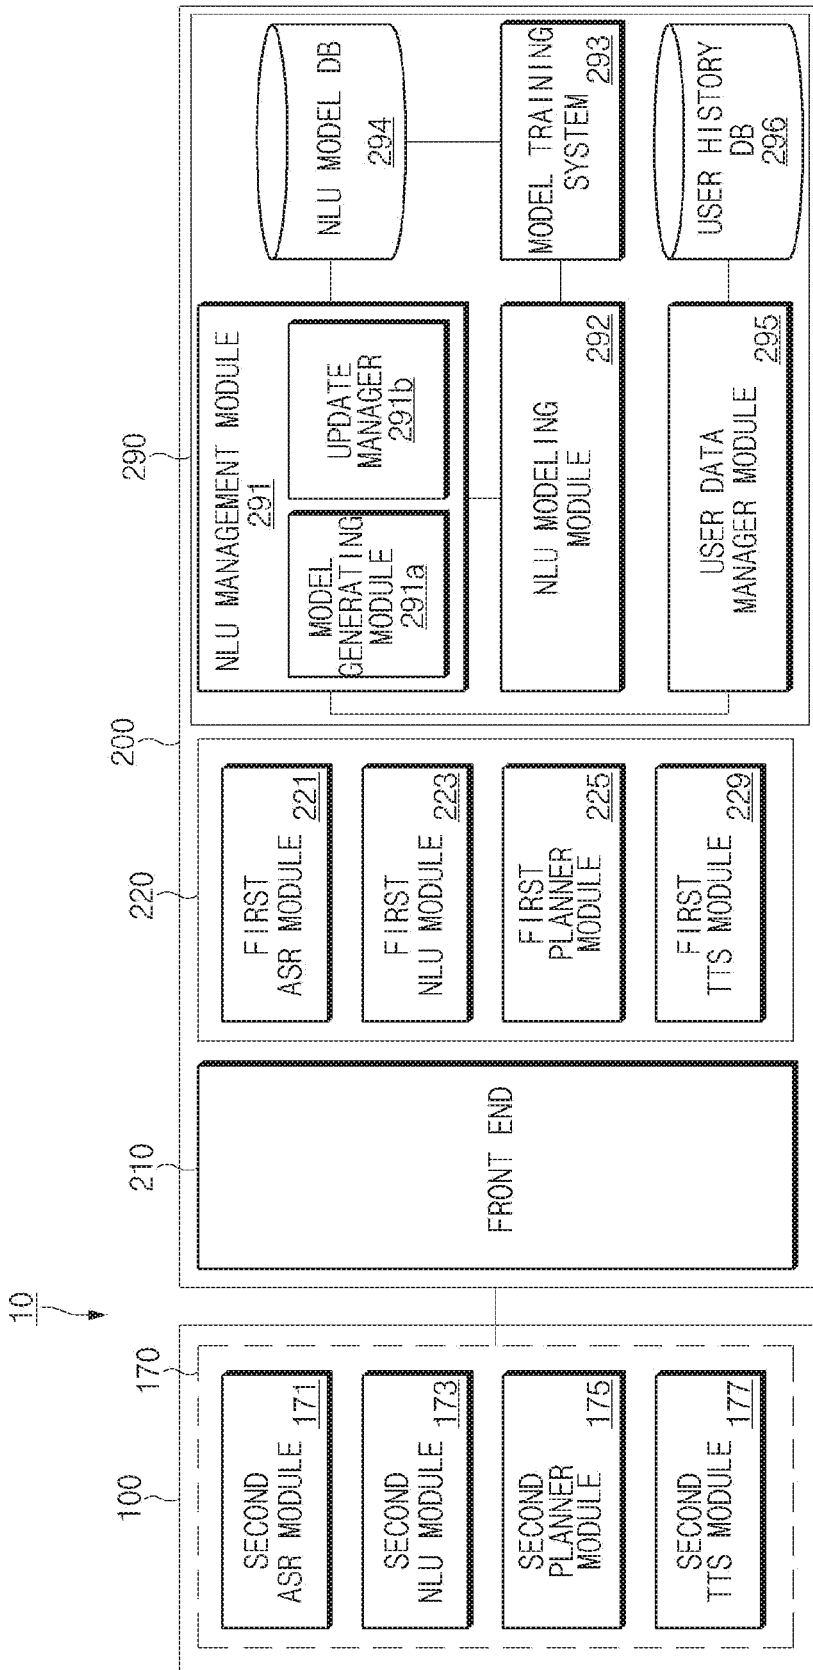 10
100
170
SECOND
ASR MODULE
171
SECOND
NLU MODULE
173
SECOND
PLANNER
MODULE
175
SECOND
TTS MODULE
177
200
210
FRONT END
220
FIRST
ASR MODULE
221
FIRST
NLU MODULE
223
FIRST
PLANNER
MODULE
225
FIRST
TTS MODULE
229
290
NLU MANAGEMENT MODULE
291
MODEL
GENERATING
MODULE
291a
UPDATE
MANAGER
291b
NLU MODEL DB
294
NLU MODELING
MODULE
292
MODEL TRAINING
SYSTEM
293
USER DATA
MANAGER MODULE
295
USER HISTORY
DB
296